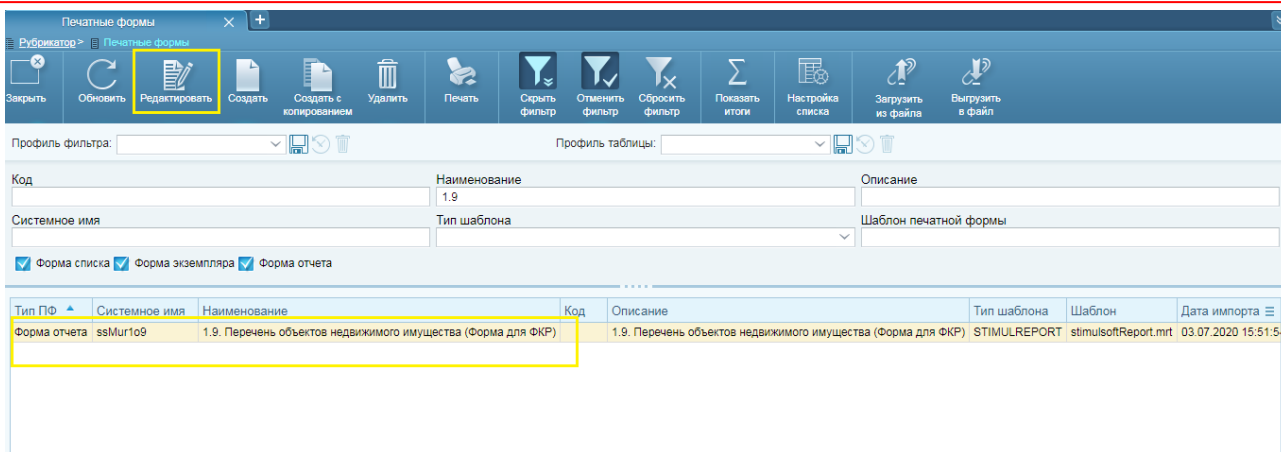 Печатные формы
Рубрикатор > Печатные формы
Закрыть Обновить Редактировать Создать Создать с копированием Удалить Печать Скрыть фильтр Отменить фильтр Сбросить фильтр Показать итоги Настройка списка Загрузить из файла Выгрузить в файл
Профиль фильтра: Профиль таблицы:
Код Наименование Описание
1.9
Системное имя Тип шаблона Шаблон печатной формы
Форма списка Форма экземпляра Форма отчета
Тип ПФ Системное имя Наименование Код Описание Тип шаблона Шаблон Дата импорта
Форма отчета ssMur1o9 1.9. Перечень объектов недвижимого имущества (Форма для ФКР) 1.9. Перечень объектов недвижимого имущества (Форма для ФКР) STIMULREPORT stimulsoftReport.mrt 03.07.2020 15:51:5